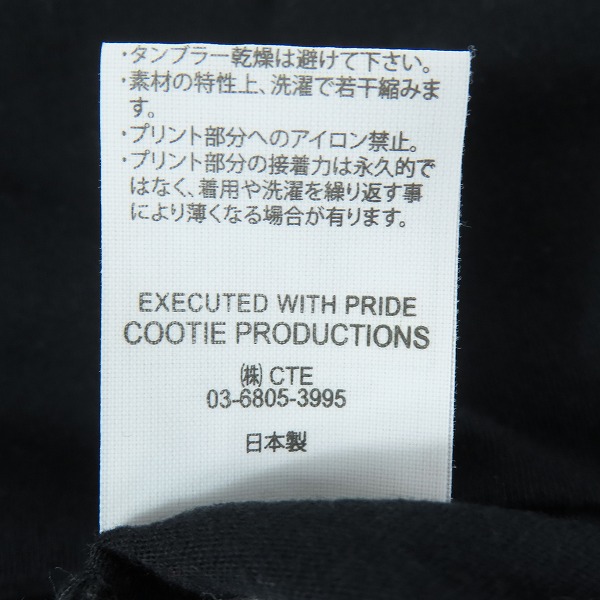 ・タンブラー乾燥は避けて下さい。
・素材の特性上、洗濯で若干縮みま
す。
・プリント部分へのアイロン禁止。
・プリント部分の接着力は永久的で
はなく、着用や洗濯を繰り返す事
により薄くなる場合が有ります。
EXECUTED WITH PRIDE
COOTIE PRODUCTIONS
㈱ CTE
03-6805-3995
日本製